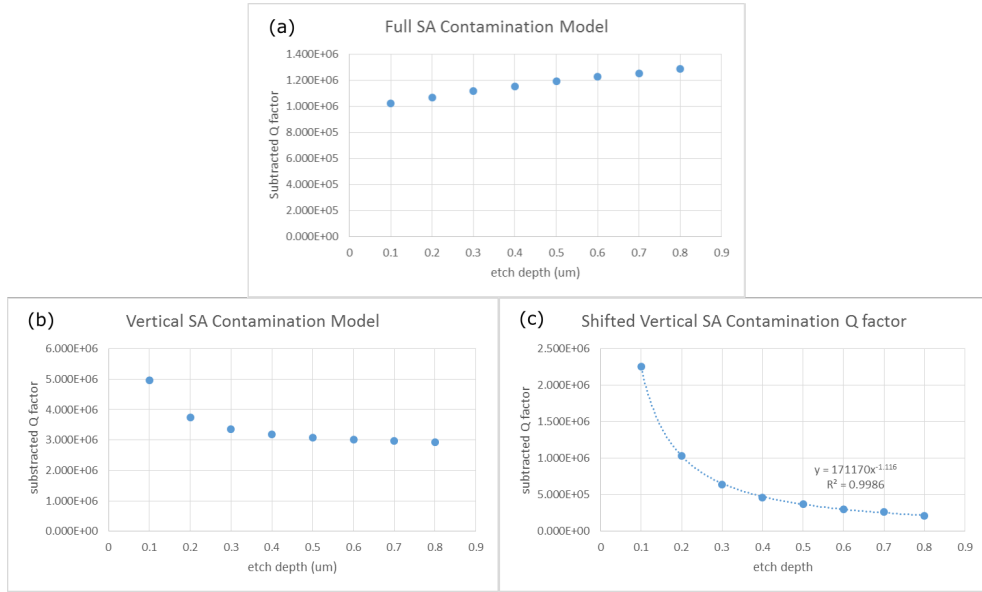 (a)
Full SA Contamination Model
Subtracted Q factor
1.400E+06
1.200E+06
1.000E+06
8.000E+05
6.000E+05
4.000E+05
2.000E+05
0.000E+00
0 0.1 0.2 0.3 0.4 0.5 0.6 0.7 0.8 0.9
etch depth (um)
(b)
Vertical SA Contamination Model
substracted Q factor
6.000E+06
5.000E+06
4.000E+06
3.000E+06
2.000E+06
1.000E+06
0.000E+00
0 0.1 0.2 0.3 0.4 0.5 0.6 0.7 0.8 0.9
etch depth (um)
(c)
Shifted Vertical SA Contamination Q factor
subtracted Q factor
2.500E+06
2.000E+06
1.500E+06
1.000E+06
5.000E+05
0.000E+00
y = 171170x⁻¹·¹¹⁶
R² = 0.9986
0 0.1 0.2 0.3 0.4 0.5 0.6 0.7 0.8 0.9
etch depth